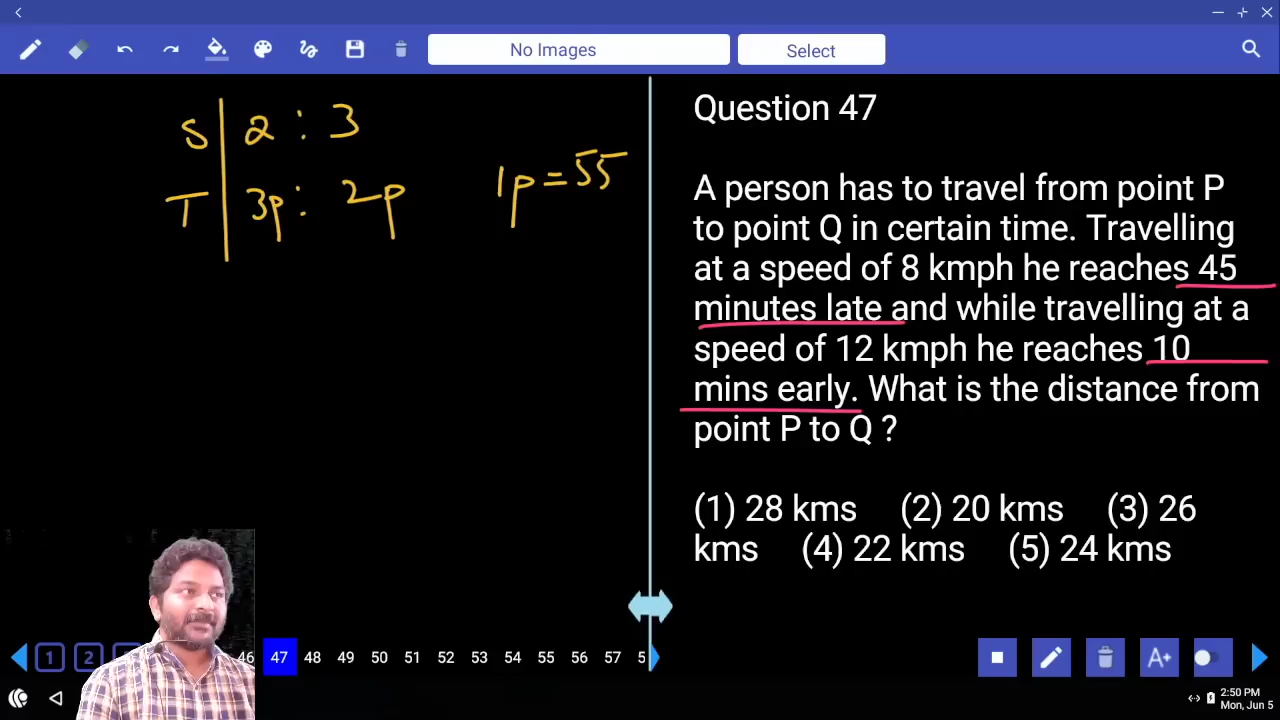 No Images
Select
S 2 : 3
T 3p : 2p
1p = 55
Question 47
A person has to travel from point P
to point Q in certain time. Travelling
at a speed of 8 kmph he reaches 45
minutes late and while travelling at a
speed of 12 kmph he reaches 10
mins early. What is the distance from
point P to Q ?
(1) 28 kms (2) 20 kms (3) 26
kms (4) 22 kms (5) 24 kms
1 2 46 47 48 49 50 51 52 53 54 55 56 57 5
A+
2:50 PM
Mon, Jun 5